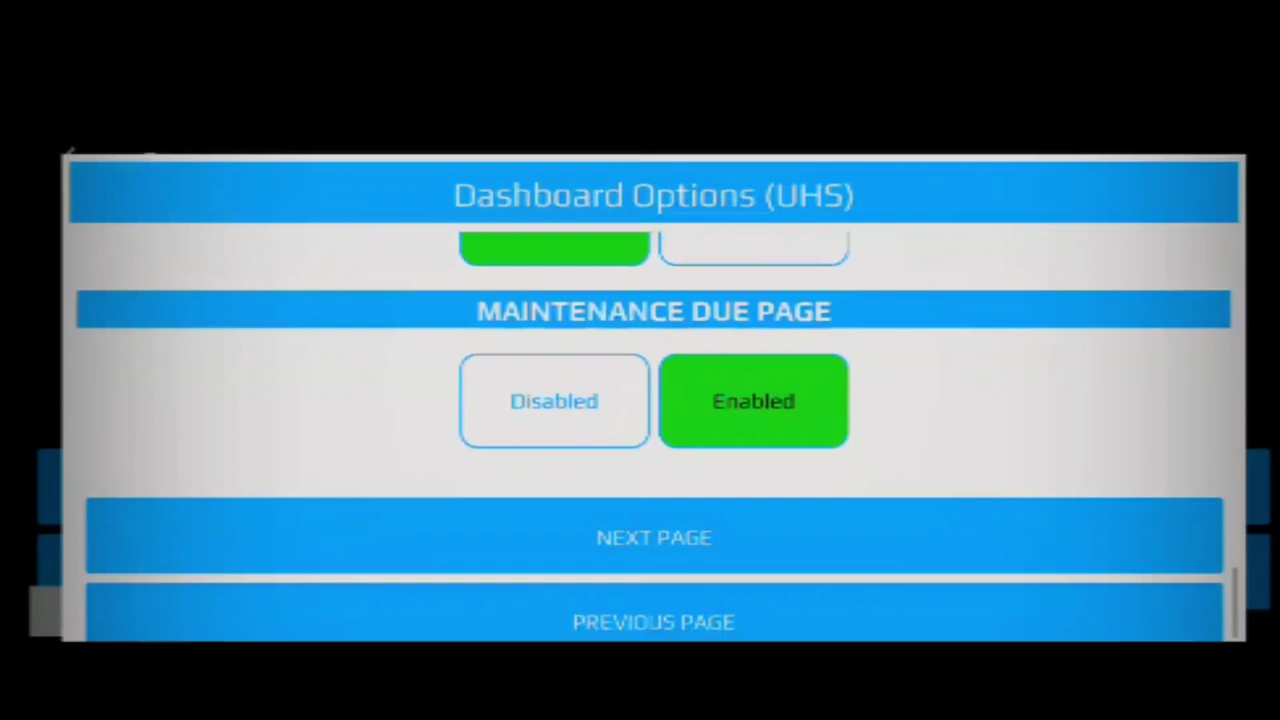 Dashboard Options (UHS)
MAINTENANCE DUE PAGE
Disabled Enabled
NEXT PAGE
PREVIOUS PAGE